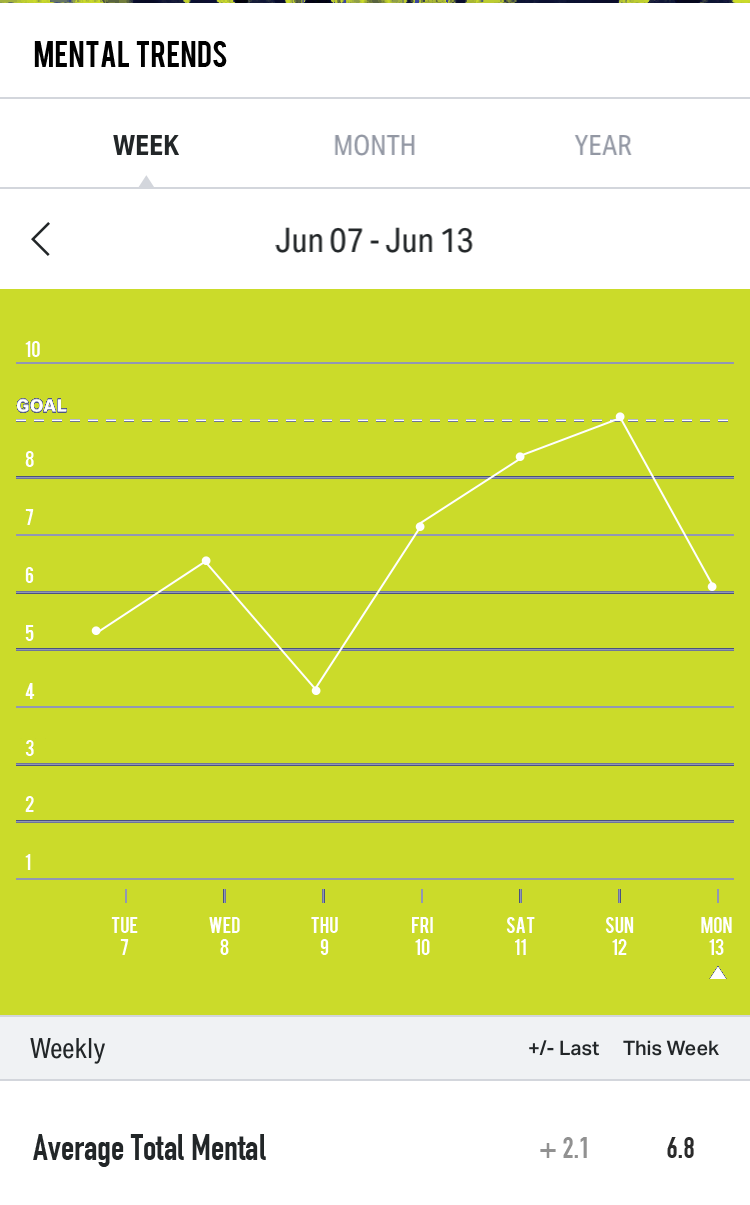 MENTAL TRENDS
WEEK MONTH YEAR
Jun 07 - Jun 13
10
GOAL
8
7
6
5
4
3
2
1
TUE WED THU FRI SAT SUN MON
7 8 9 10 11 12 13
Weekly +/- Last This Week
Average Total Mental + 2.1 6.8